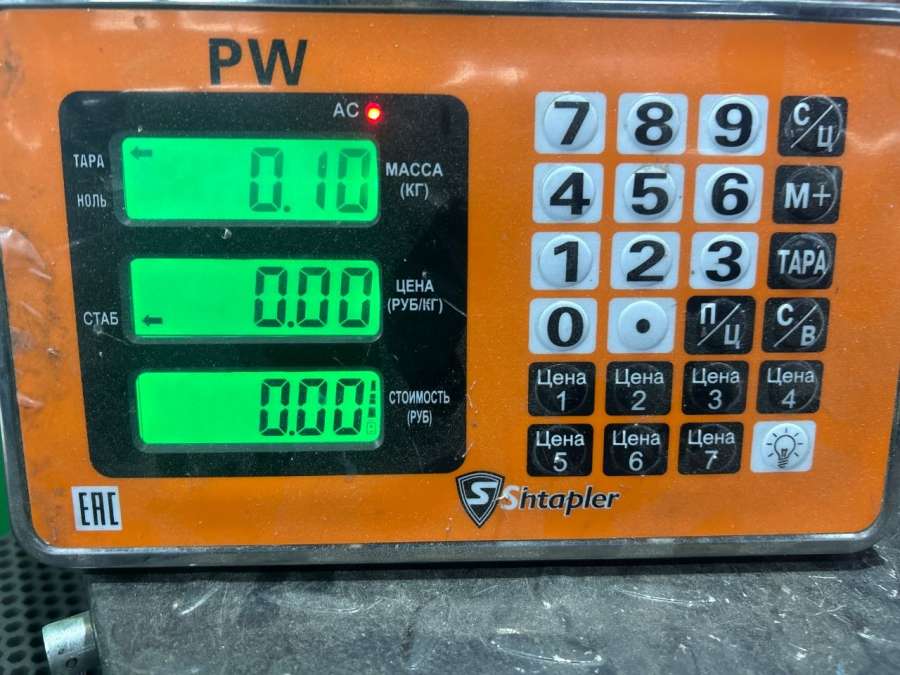 PW
AC
ТАРА
НОЛЬ
0.10
МАССА
(КГ)
СТАБ
0.00
ЦЕНА
(РУБ/КГ)
0.00
СТОИМОСТЬ
(РУБ)
7 8 9 С/Ц
4 5 6 М+
1 2 3 ТАРА
0 . П/Ц С/В
Цена 1 Цена 2 Цена 3 Цена 4
Цена 5 Цена 6 Цена 7
EAC
S Shtapler